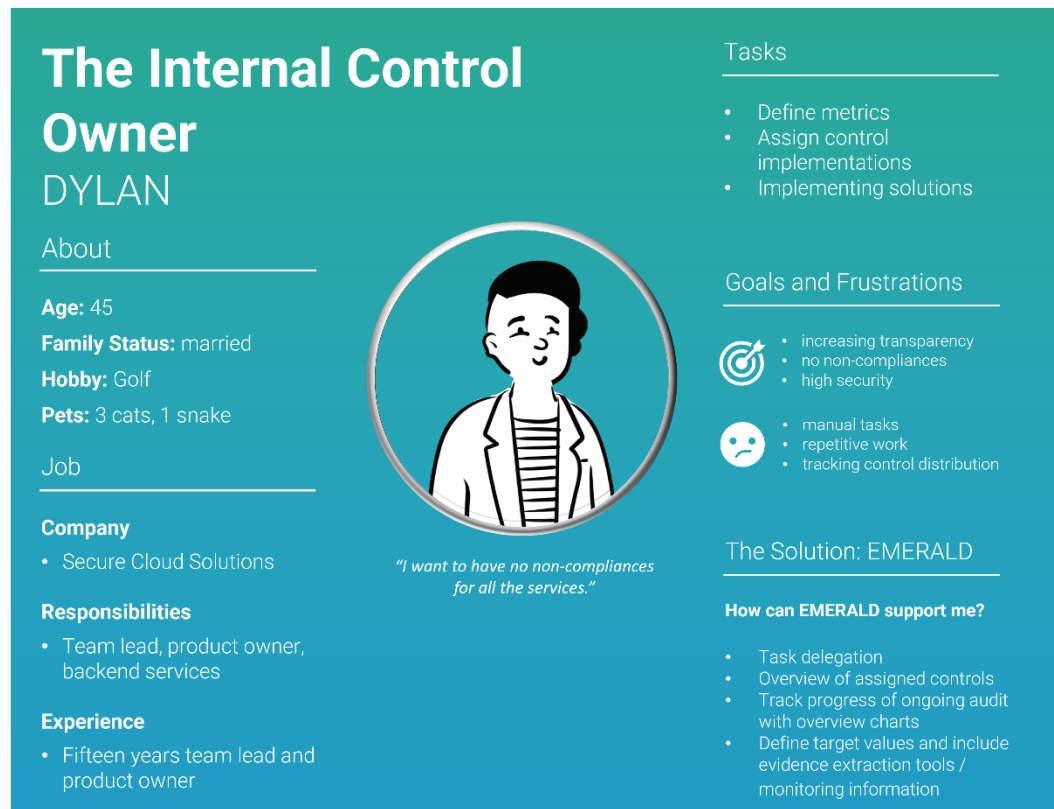 The Internal Control
Owner
DYLAN
About
Age: 45
Family Status: married
Hobby: Golf
Pets: 3 cats, 1 snake
Job
Company
• Secure Cloud Solutions
Responsibilities
• Team lead, product owner,
backend services
Experience
• Fifteen years team lead and
product owner
“I want to have no non-compliances
for all the services.”
Tasks
• Define metrics
• Assign control
implementations
• Implementing solutions
Goals and Frustrations
• increasing transparency
• no non-compliances
• high security
• manual tasks
• repetitive work
• tracking control distribution
The Solution: EMERALD
How can EMERALD support me?
• Task delegation
• Overview of assigned controls
• Track progress of ongoing audit
with overview charts
• Define target values and include
evidence extraction tools /
monitoring information